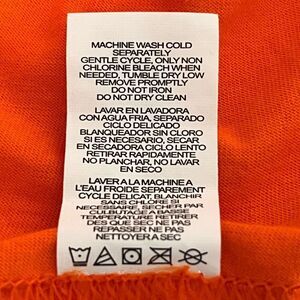 MACHINE WASH COLD
SEPARATELY
GENTLE CYCLE, ONLY NON
CHLORINE BLEACH WHEN
NEEDED, TUMBLE DRY LOW
REMOVE PROMPTLY
DO NOT IRON
DO NOT DRY CLEAN
LAVAR EN LAVADORA
CON AGUA FRIA, SEPARADO
CICLO DELICADO
BLANQUEADOR SIN CLORO
SI ES NECESARIO, SECAR
EN SECADORA CICLO LENTO
RETIRAR RAPIDAMENTE
NO PLANCHAR, NO LAVAR
EN SECO
LAVER A LA MACHINE A
L'EAU FROIDE SEPAREMENT
CYCLE DELICAT, BLANCHIR
SANS CHLORE SI
NECESSAIRE, SECHER PAR
CULBUTAGE A BASSE
TEMPERATURE RETIRER
IMMEDIATEMENT NE PAS
REPASSER NE PAS
NETTOYER A SEC